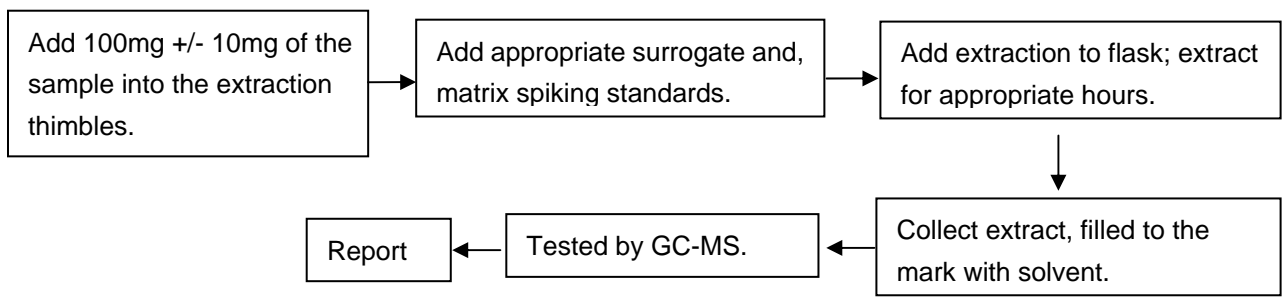 Add 100mg +/- 10mg of the
sample into the extraction
thimbles.
Add appropriate surrogate and,
matrix spiking standards.
Add extraction to flask; extract
for appropriate hours.
Collect extract, filled to the
mark with solvent.
Tested by GC-MS.
Report